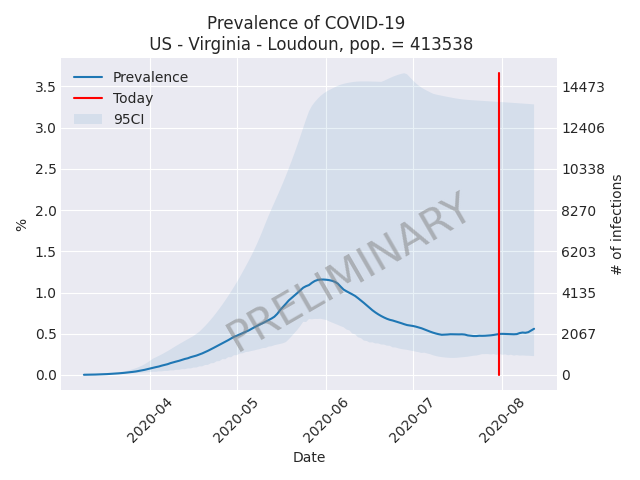 Prevalence of COVID-19
US - Virginia - Loudoun, pop. = 413538
Prevalence
Today
95CI
3.5
3.0
2.5
2.0
1.5
1.0
0.5
0.0
%
14473
12406
10338
8270
6203
4135
2067
0
# of infections
PRELIMINARY
2020-04
2020-05
2020-06
2020-07
2020-08
Date